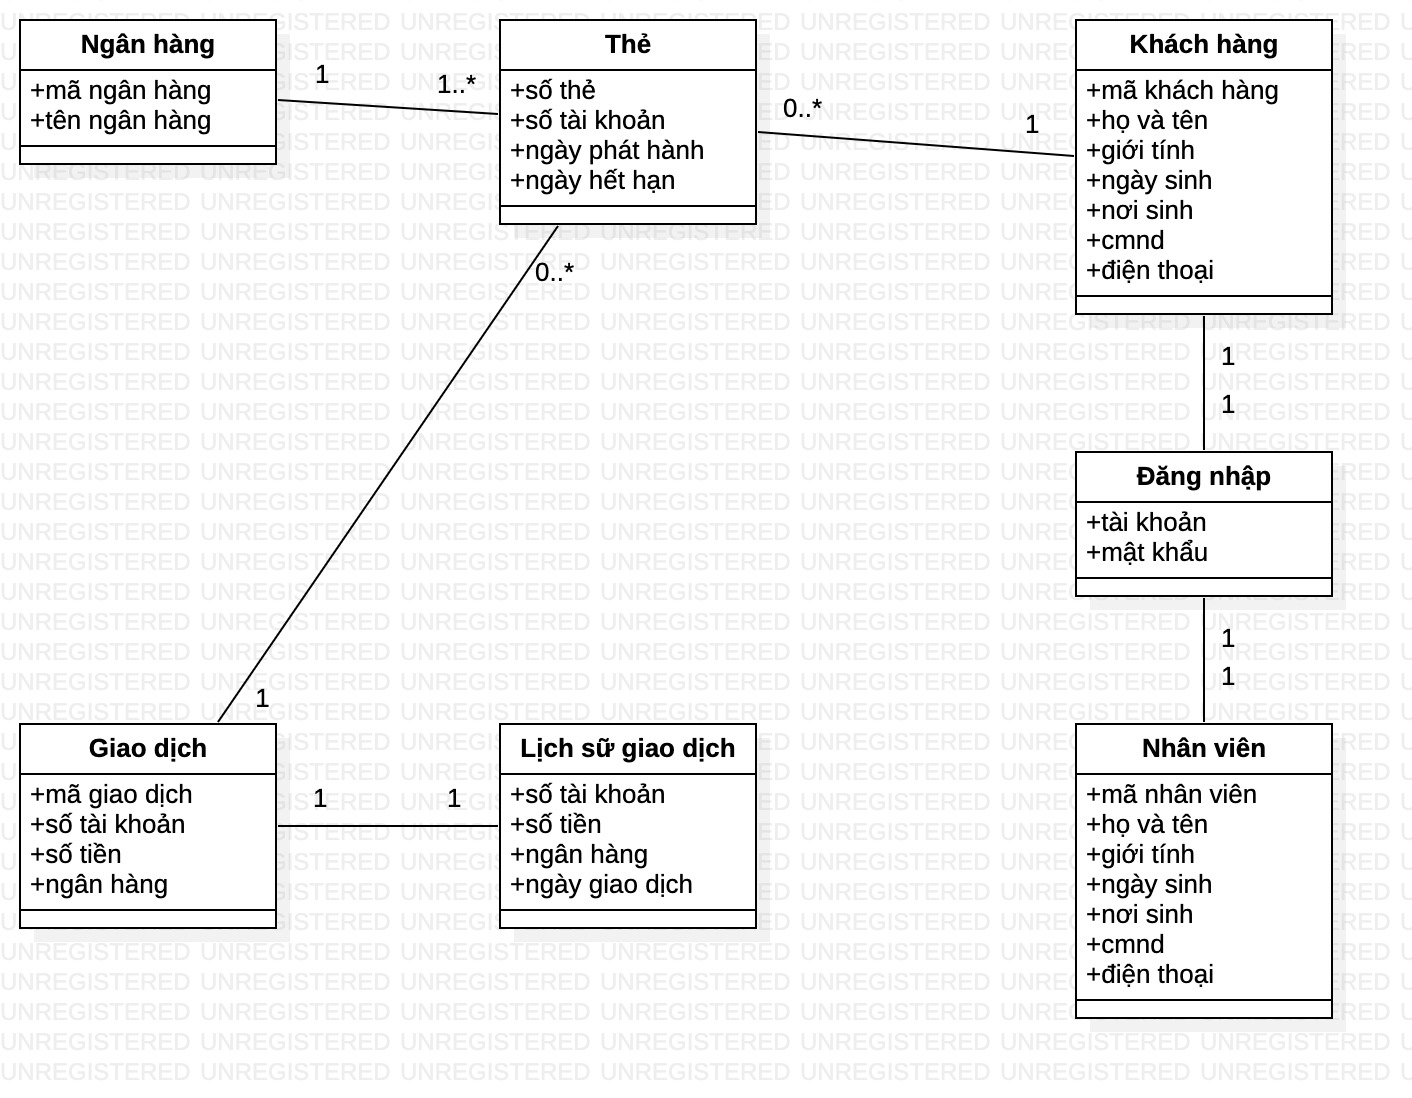 Ngân hàng
+mã ngân hàng
+tên ngân hàng
1
1..*
Thẻ
+số thẻ
+số tài khoản
+ngày phát hành
+ngày hết hạn
0..*
1
Khách hàng
+mã khách hàng
+họ và tên
+giới tính
+ngày sinh
+nơi sinh
+cmnd
+điện thoại
0..*
1
1
1
Đăng nhập
+tài khoản
+mật khẩu
1
1
Giao dịch
+mã giao dịch
+số tài khoản
+số tiền
+ngân hàng
1
1
Lịch sữ giao dịch
+số tài khoản
+số tiền
+ngân hàng
+ngày giao dịch
Nhân viên
+mã nhân viên
+họ và tên
+giới tính
+ngày sinh
+nơi sinh
+cmnd
+điện thoại
UNREGISTERED